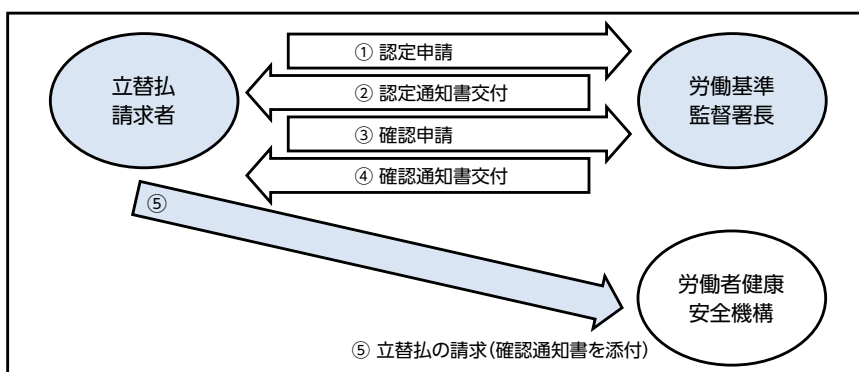 ① 認定申請
立替払
請求者
② 認定通知書交付
労働基準
監督署長
③ 確認申請
④ 確認通知書交付
⑤
労働者健康
安全機構
⑤ 立替払の請求(確認通知書を添付)